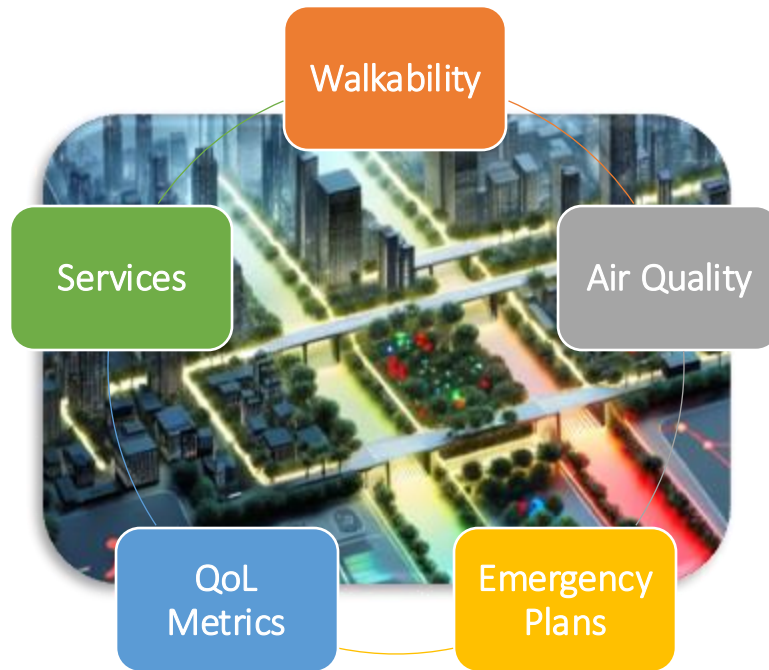 Walkability
Services
Air Quality
QoL
Metrics
Emergency
Plans